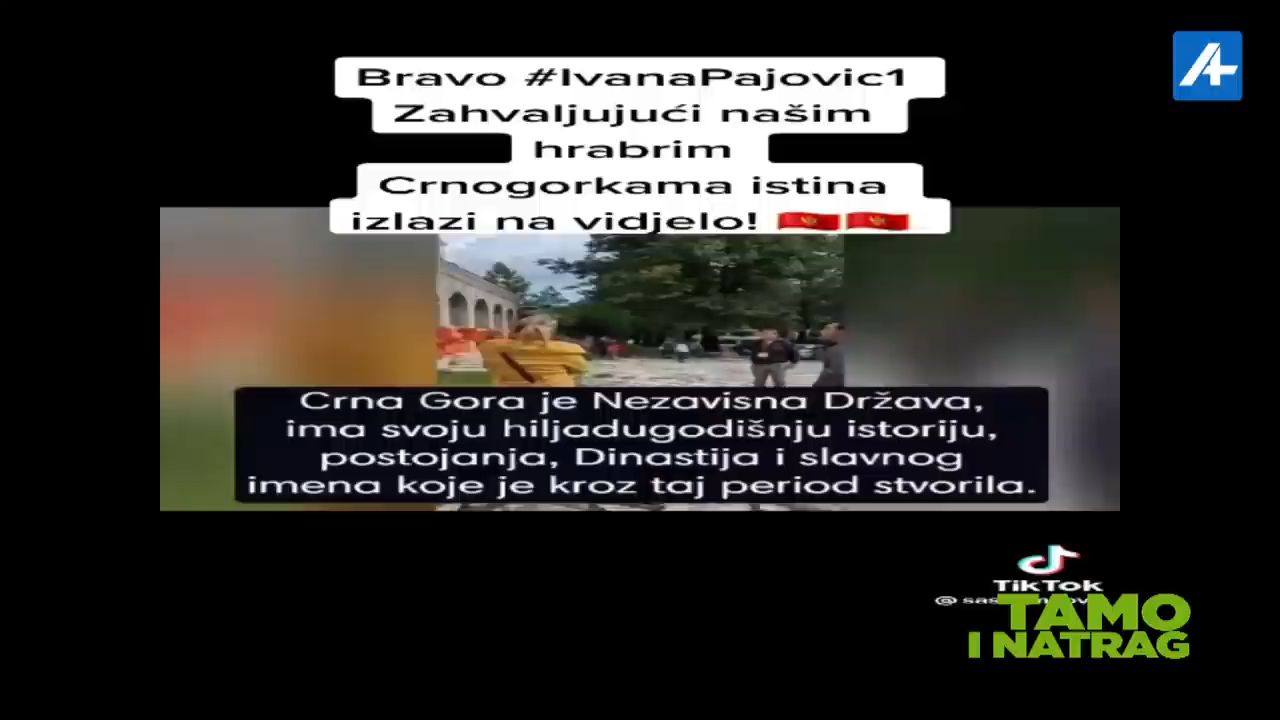 Bravo #IvanaPajovic1
Zahvaljujući našim
hrabrim
Crnogorkama istina
izlazi na vidjelo! 🇲🇪🇲🇪
Crna Gora je Nezavisna Država,
ima svoju hiljadugodišnju istoriju,
postojanja, Dinastija i slavnog
imena koje je kroz taj period stvorila.
TikTok
TAMO
I NATRAG